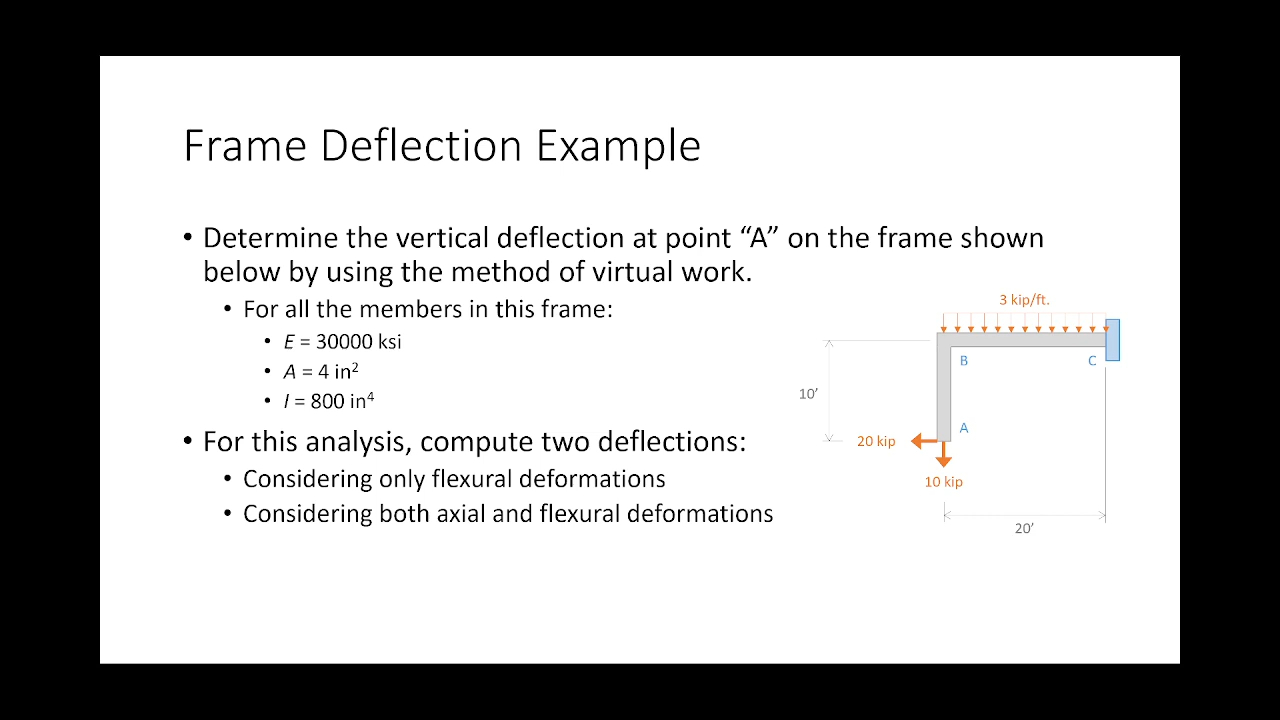 Frame Deflection Example
• Determine the vertical deflection at point “A” on the frame shown
below by using the method of virtual work.
• For all the members in this frame:
• E = 30000 ksi
• A = 4 in²
• I = 800 in⁴
• For this analysis, compute two deflections:
• Considering only flexural deformations
• Considering both axial and flexural deformations
3 kip/ft.
B
C
10’
A
20 kip
10 kip
20’